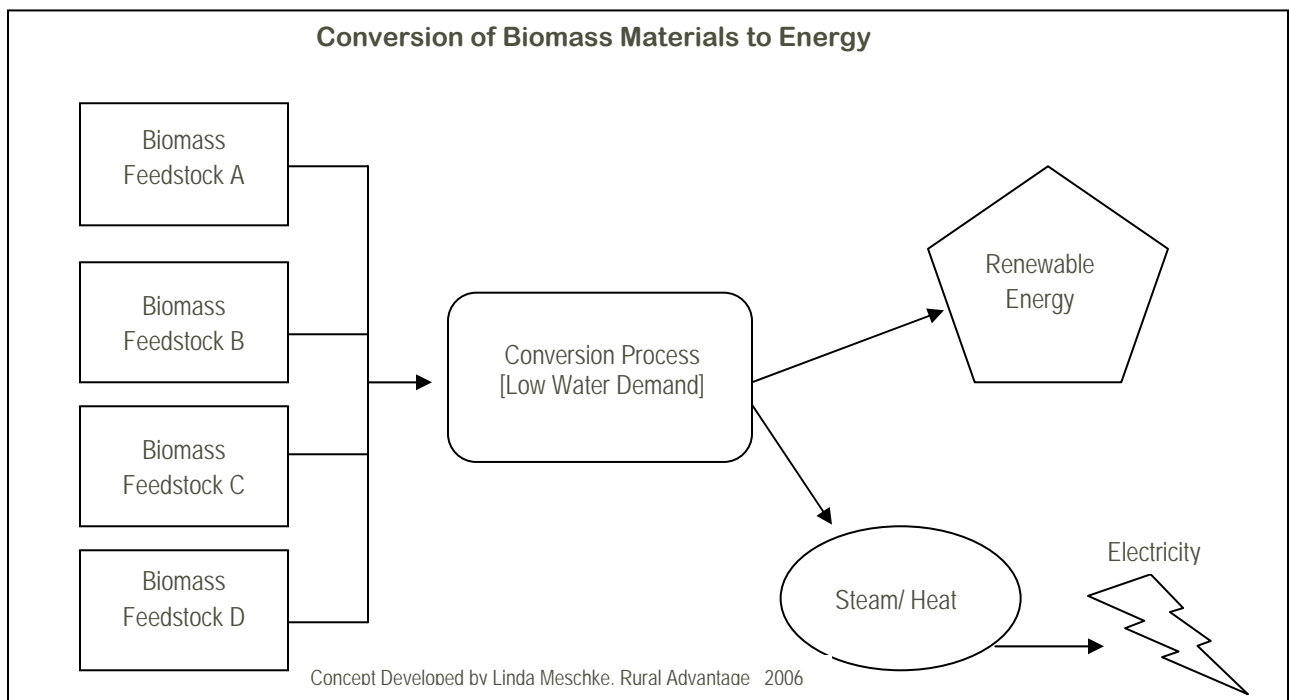 Conversion of Biomass Materials to Energy
Biomass
Feedstock A
Biomass
Feedstock B
Biomass
Feedstock C
Biomass
Feedstock D
Conversion Process
[Low Water Demand]
Renewable
Energy
Steam/ Heat
Electricity
Concept Developed by Linda Meschke, Rural Advantage 2006